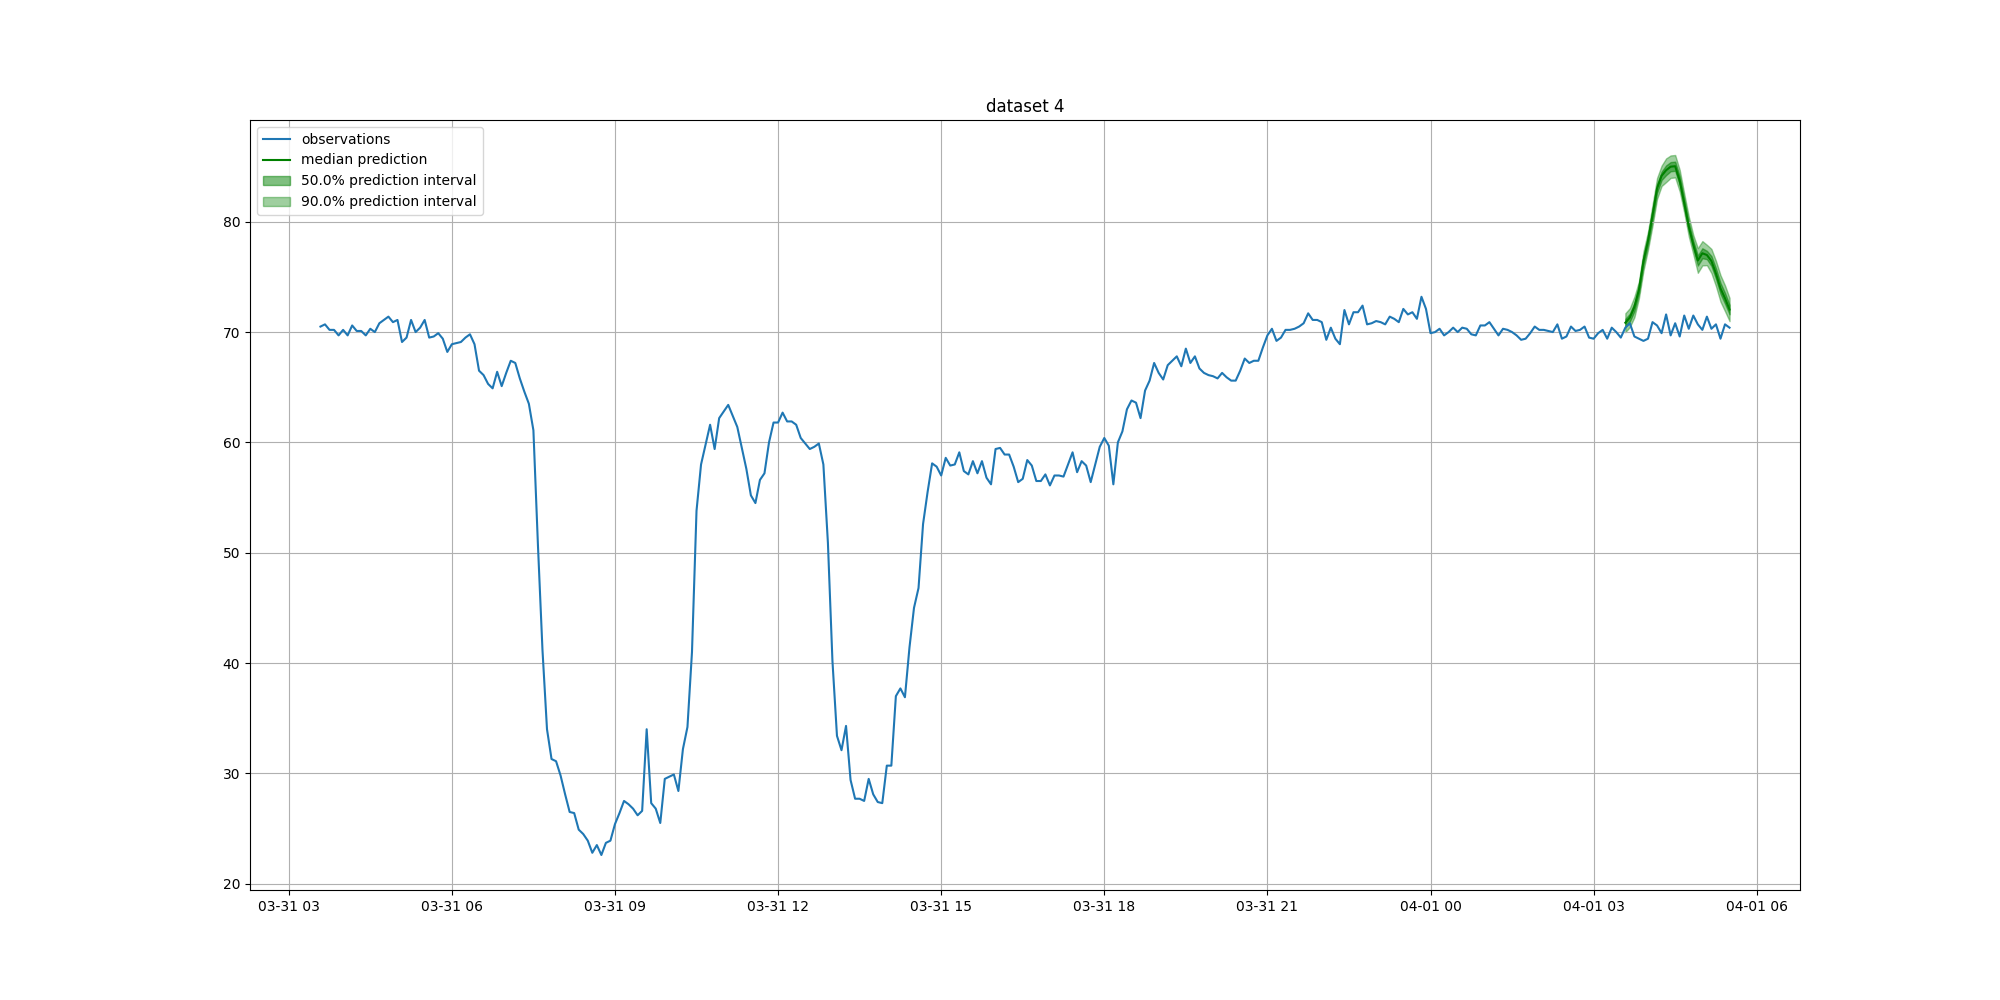 dataset 4
observations
median prediction
50.0% prediction interval
90.0% prediction interval
80
70
60
50
40
30
20
03-31 03 03-31 06 03-31 09 03-31 12 03-31 15 03-31 18 03-31 21 04-01 00 04-01 03 04-01 06